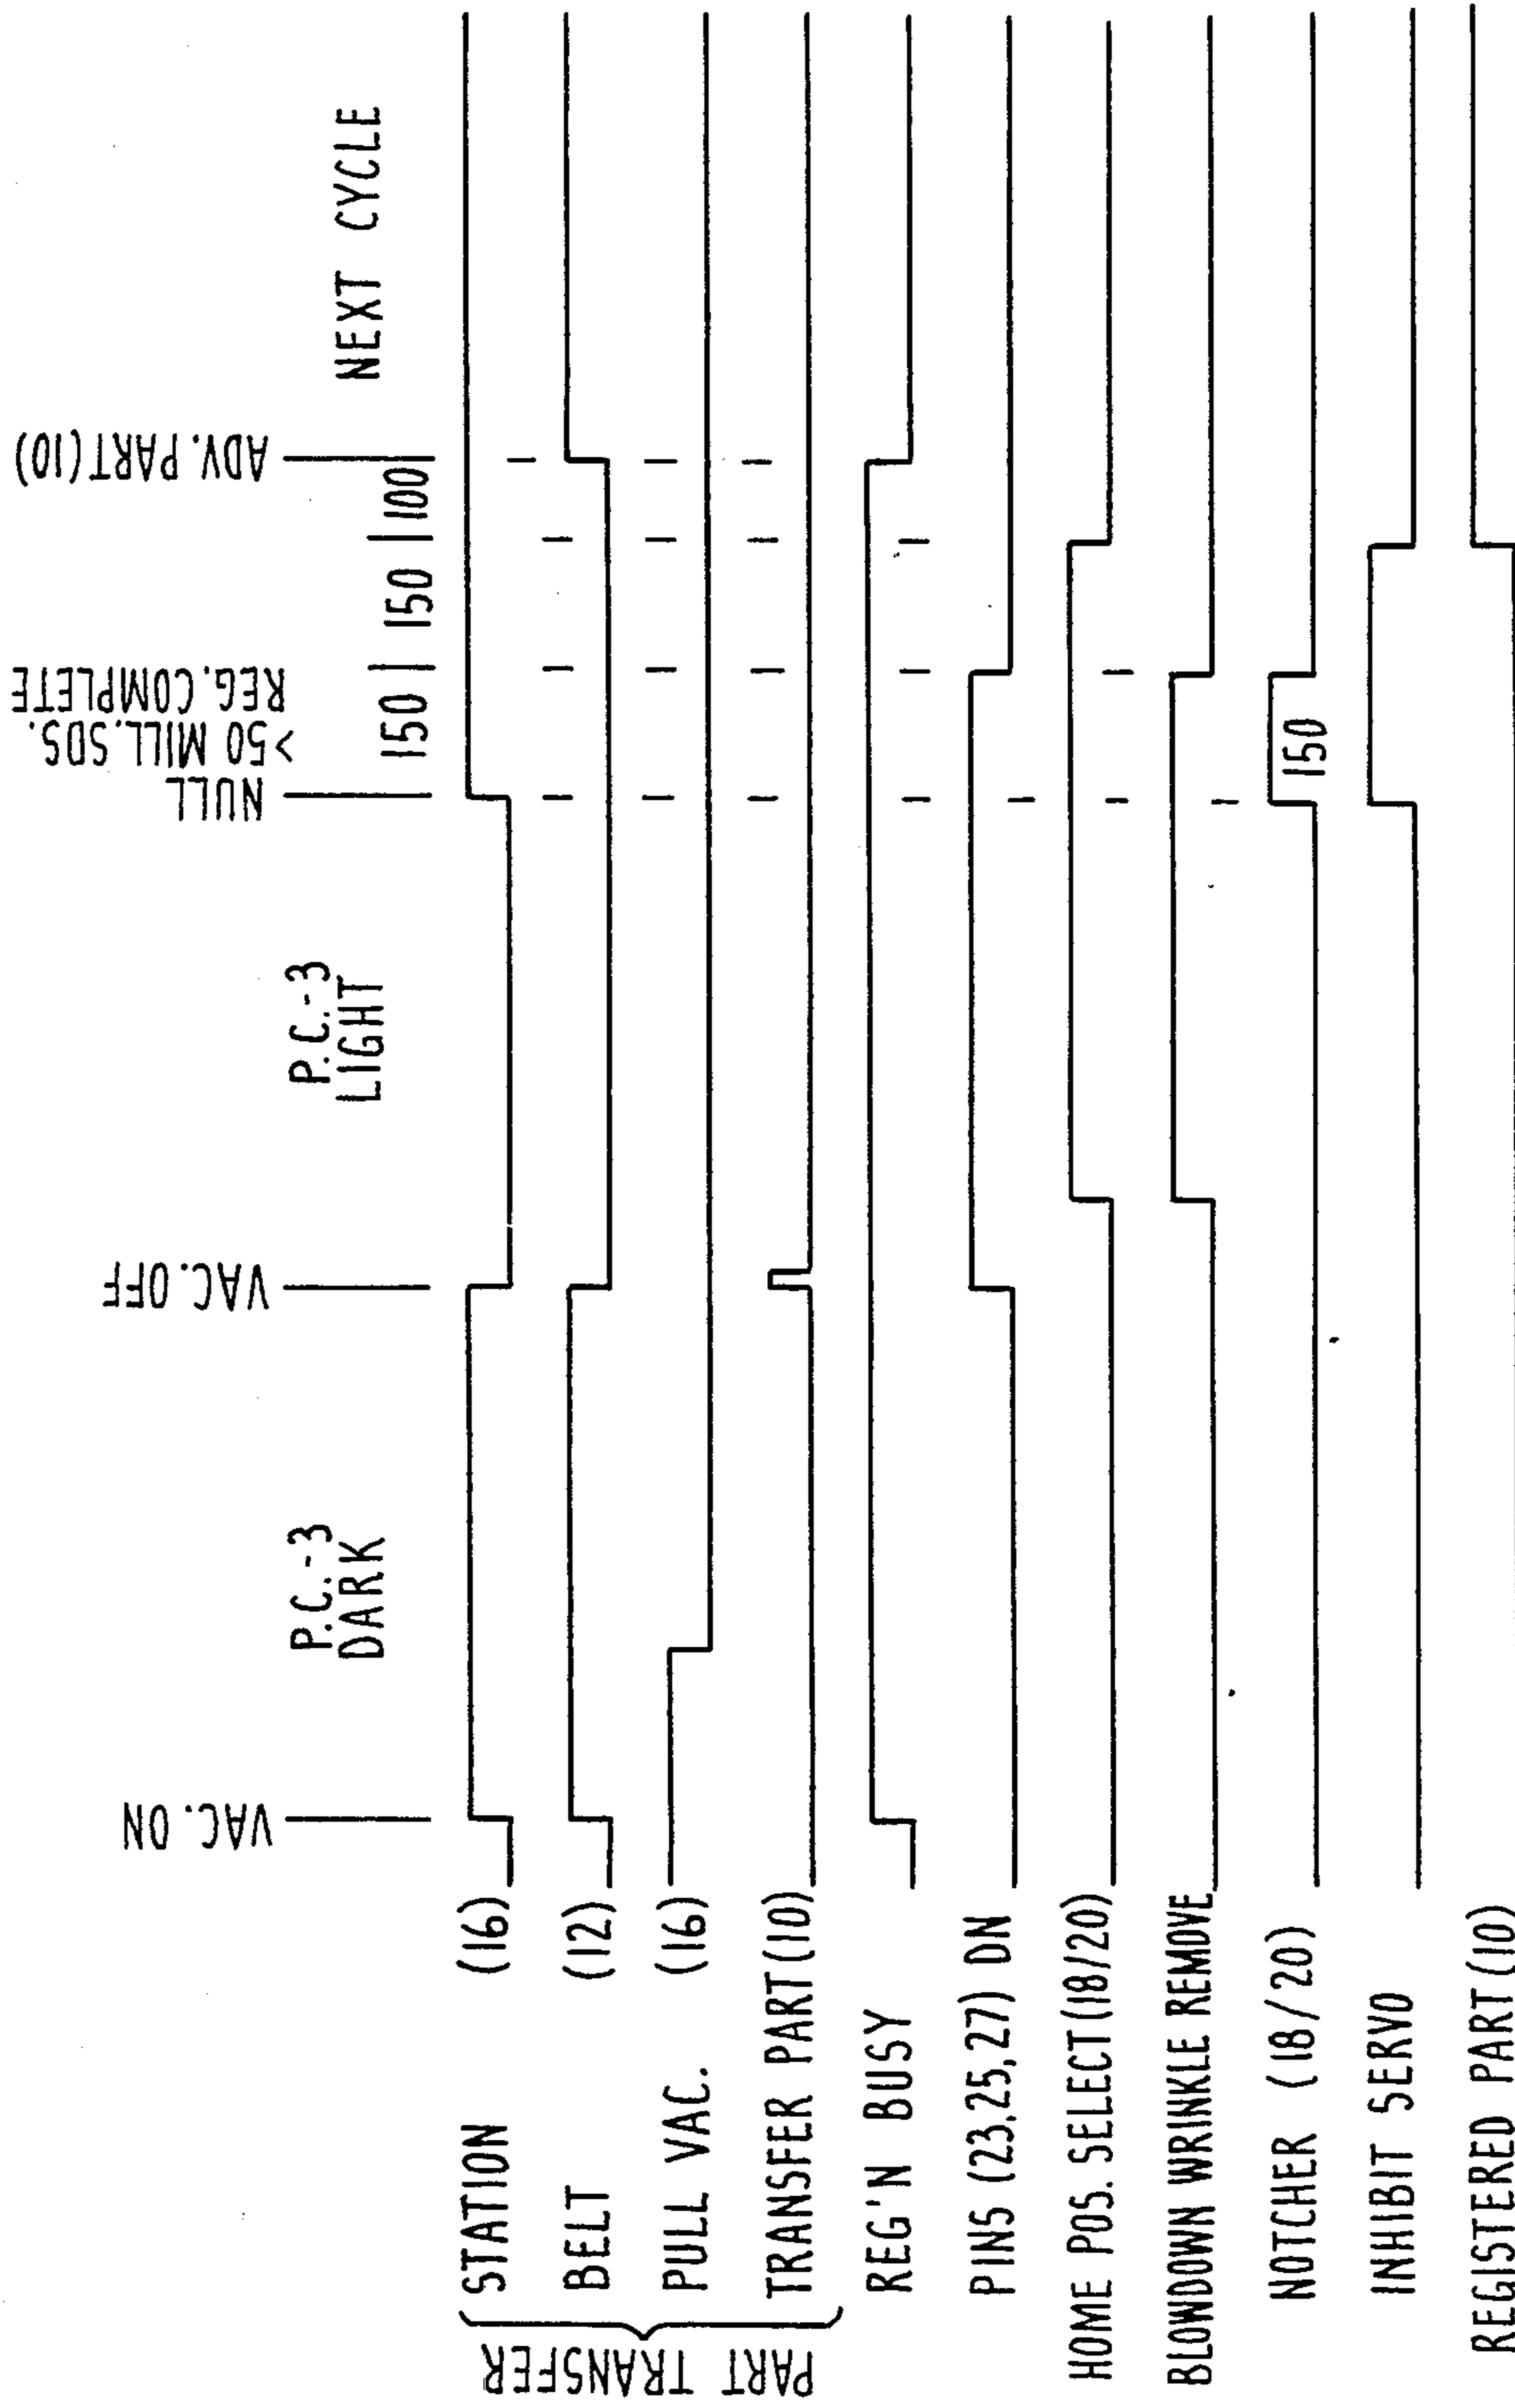 VAC. ON
VAC. OFF
NULL
>50 MILL.SDS.
REG. COMPLETE
ADV. PART (10)
P.C.-3
DARK
P.C.-3
LIGHT
150 | 150 | 100
NEXT CYCLE
PART TRANSFER
STATION (16)
BELT (12)
PULL VAC. (16)
TRANSFER PART (10)
REG'N BUSY
PINS (23,25,27) DN
HOME POS. SELECT (18/20)
BLOWDOWN WRINKLE REMOVE
NOTCHER (18/20)
150
INHIBIT SERVO
REGISTERED PART (10)